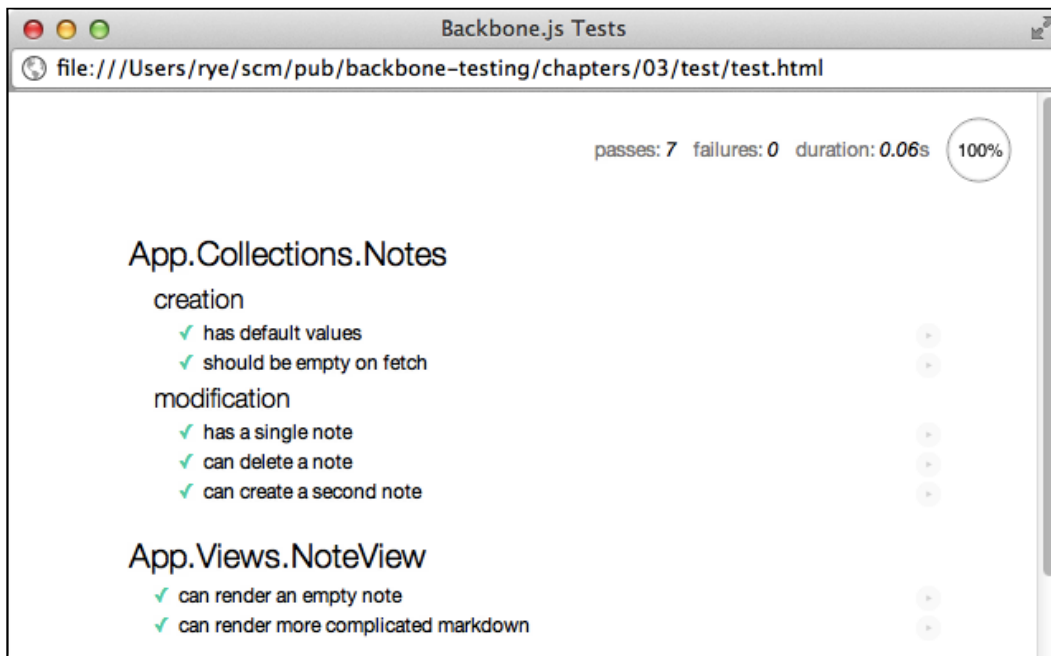 Backbone.js Tests
file:///Users/rye/scm/pub/backbone-testing/chapters/03/test/test.html
passes: 7 failures: 0 duration: 0.06s 100%
App.Collections.Notes
creation
✓ has default values
✓ should be empty on fetch
modification
✓ has a single note
✓ can delete a note
✓ can create a second note
App.Views.NoteView
✓ can render an empty note
✓ can render more complicated markdown